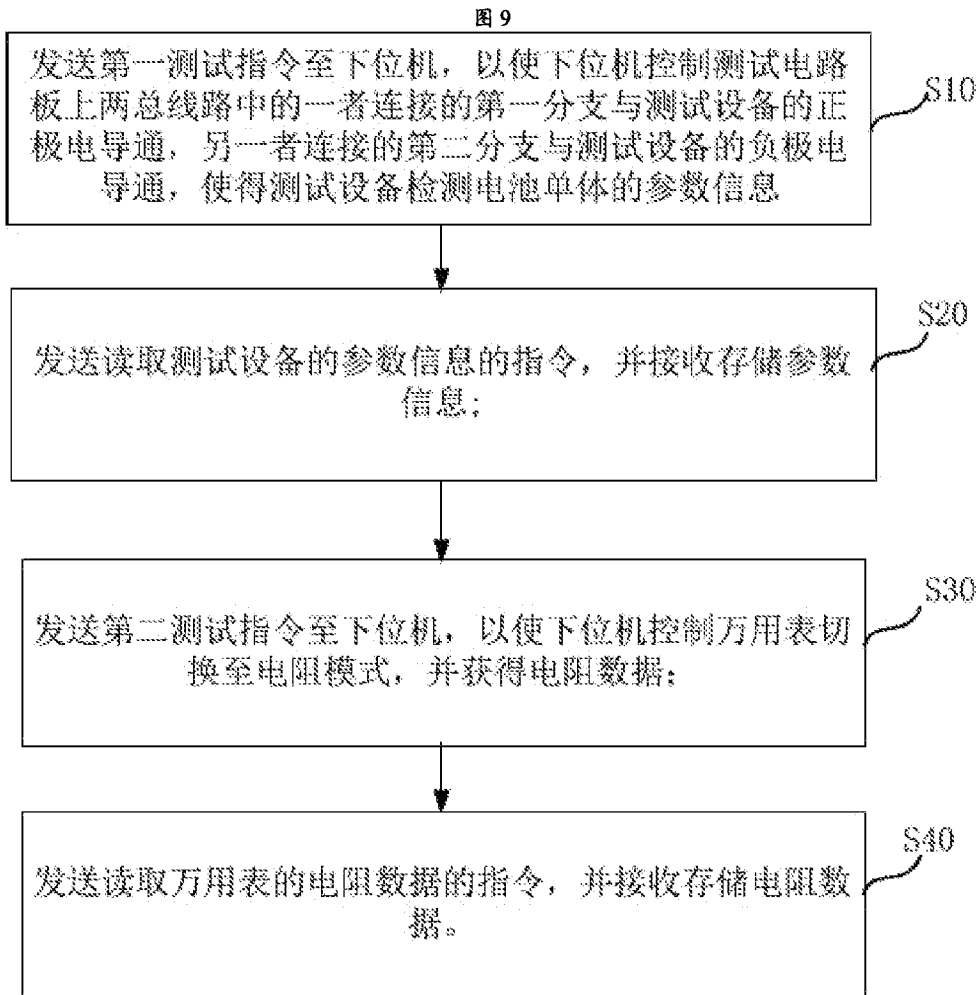 图 9
发送第一测试指令至下位机，以使下位机控制测试电路
板上两总线路中的一者连接的第一分支与测试设备的正
极电导通，另一者连接的第二分支与测试设备的负极电
导通，使得测试设备检测电池单体的参数信息
S10
发送读取测试设备的参数信息的指令，并接收存储参数
信息；
S20
发送第二测试指令至下位机，以使下位机控制万用表切
换至电阻模式，并获得电阻数据；
S30
发送读取万用表的电阻数据的指令，并接收存储电阻数
据。
S40